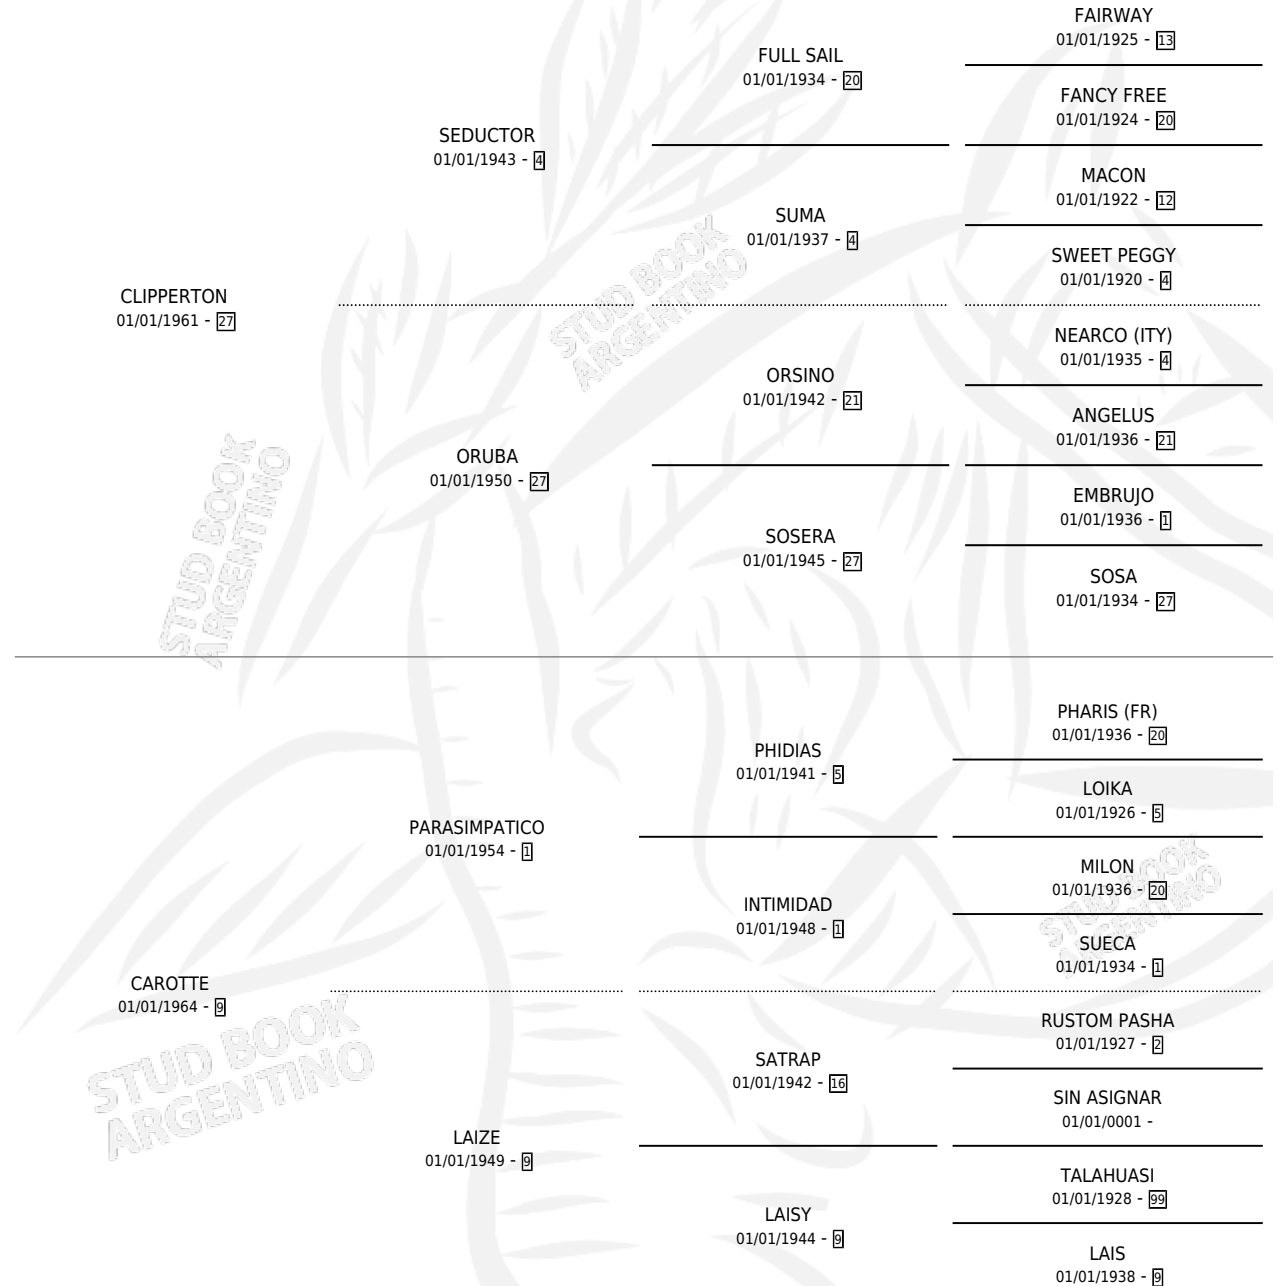 FAIRWAY
01/01/1925 - 13
FULL SAIL
01/01/1934 - 20
FANCY FREE
01/01/1924 - 20
SEDUCTOR
01/01/1943 - 4
MACON
01/01/1922 - 12
SUMA
01/01/1937 - 4
SWEET PEGGY
01/01/1920 - 4
CLIPPERTON
01/01/1961 - 27
STUD BOOK
ARGENTINO
NEARCO (ITY)
01/01/1935 - 4
ORSINO
01/01/1942 - 21
ANGELUS
01/01/1936 - 21
ORUBA
01/01/1950 - 27
EMBRUJO
01/01/1936 - 1
SOSERA
01/01/1945 - 27
SOSA
01/01/1934 - 27
STUD BOOK
ARGENTINO
PHARIS (FR)
01/01/1936 - 20
PHIDIAS
01/01/1941 - 5
LOIKA
01/01/1926 - 5
PARASIMPATICO
01/01/1954 - 1
MILON
01/01/1936 - 20
INTIMIDAD
01/01/1948 - 1
SUECA
01/01/1934 - 1
STUD BOOK
ARGENTINO
CAROTTE
01/01/1964 - 9
RUSTOM PASHA
01/01/1927 - 2
SATRAP
01/01/1942 - 16
SIN ASIGNAR
01/01/0001 -
STUD BOOK
ARGENTINO
LAIZE
01/01/1949 - 9
TALAHUASI
01/01/1928 - 99
LAISY
01/01/1944 - 9
LAIS
01/01/1938 - 9